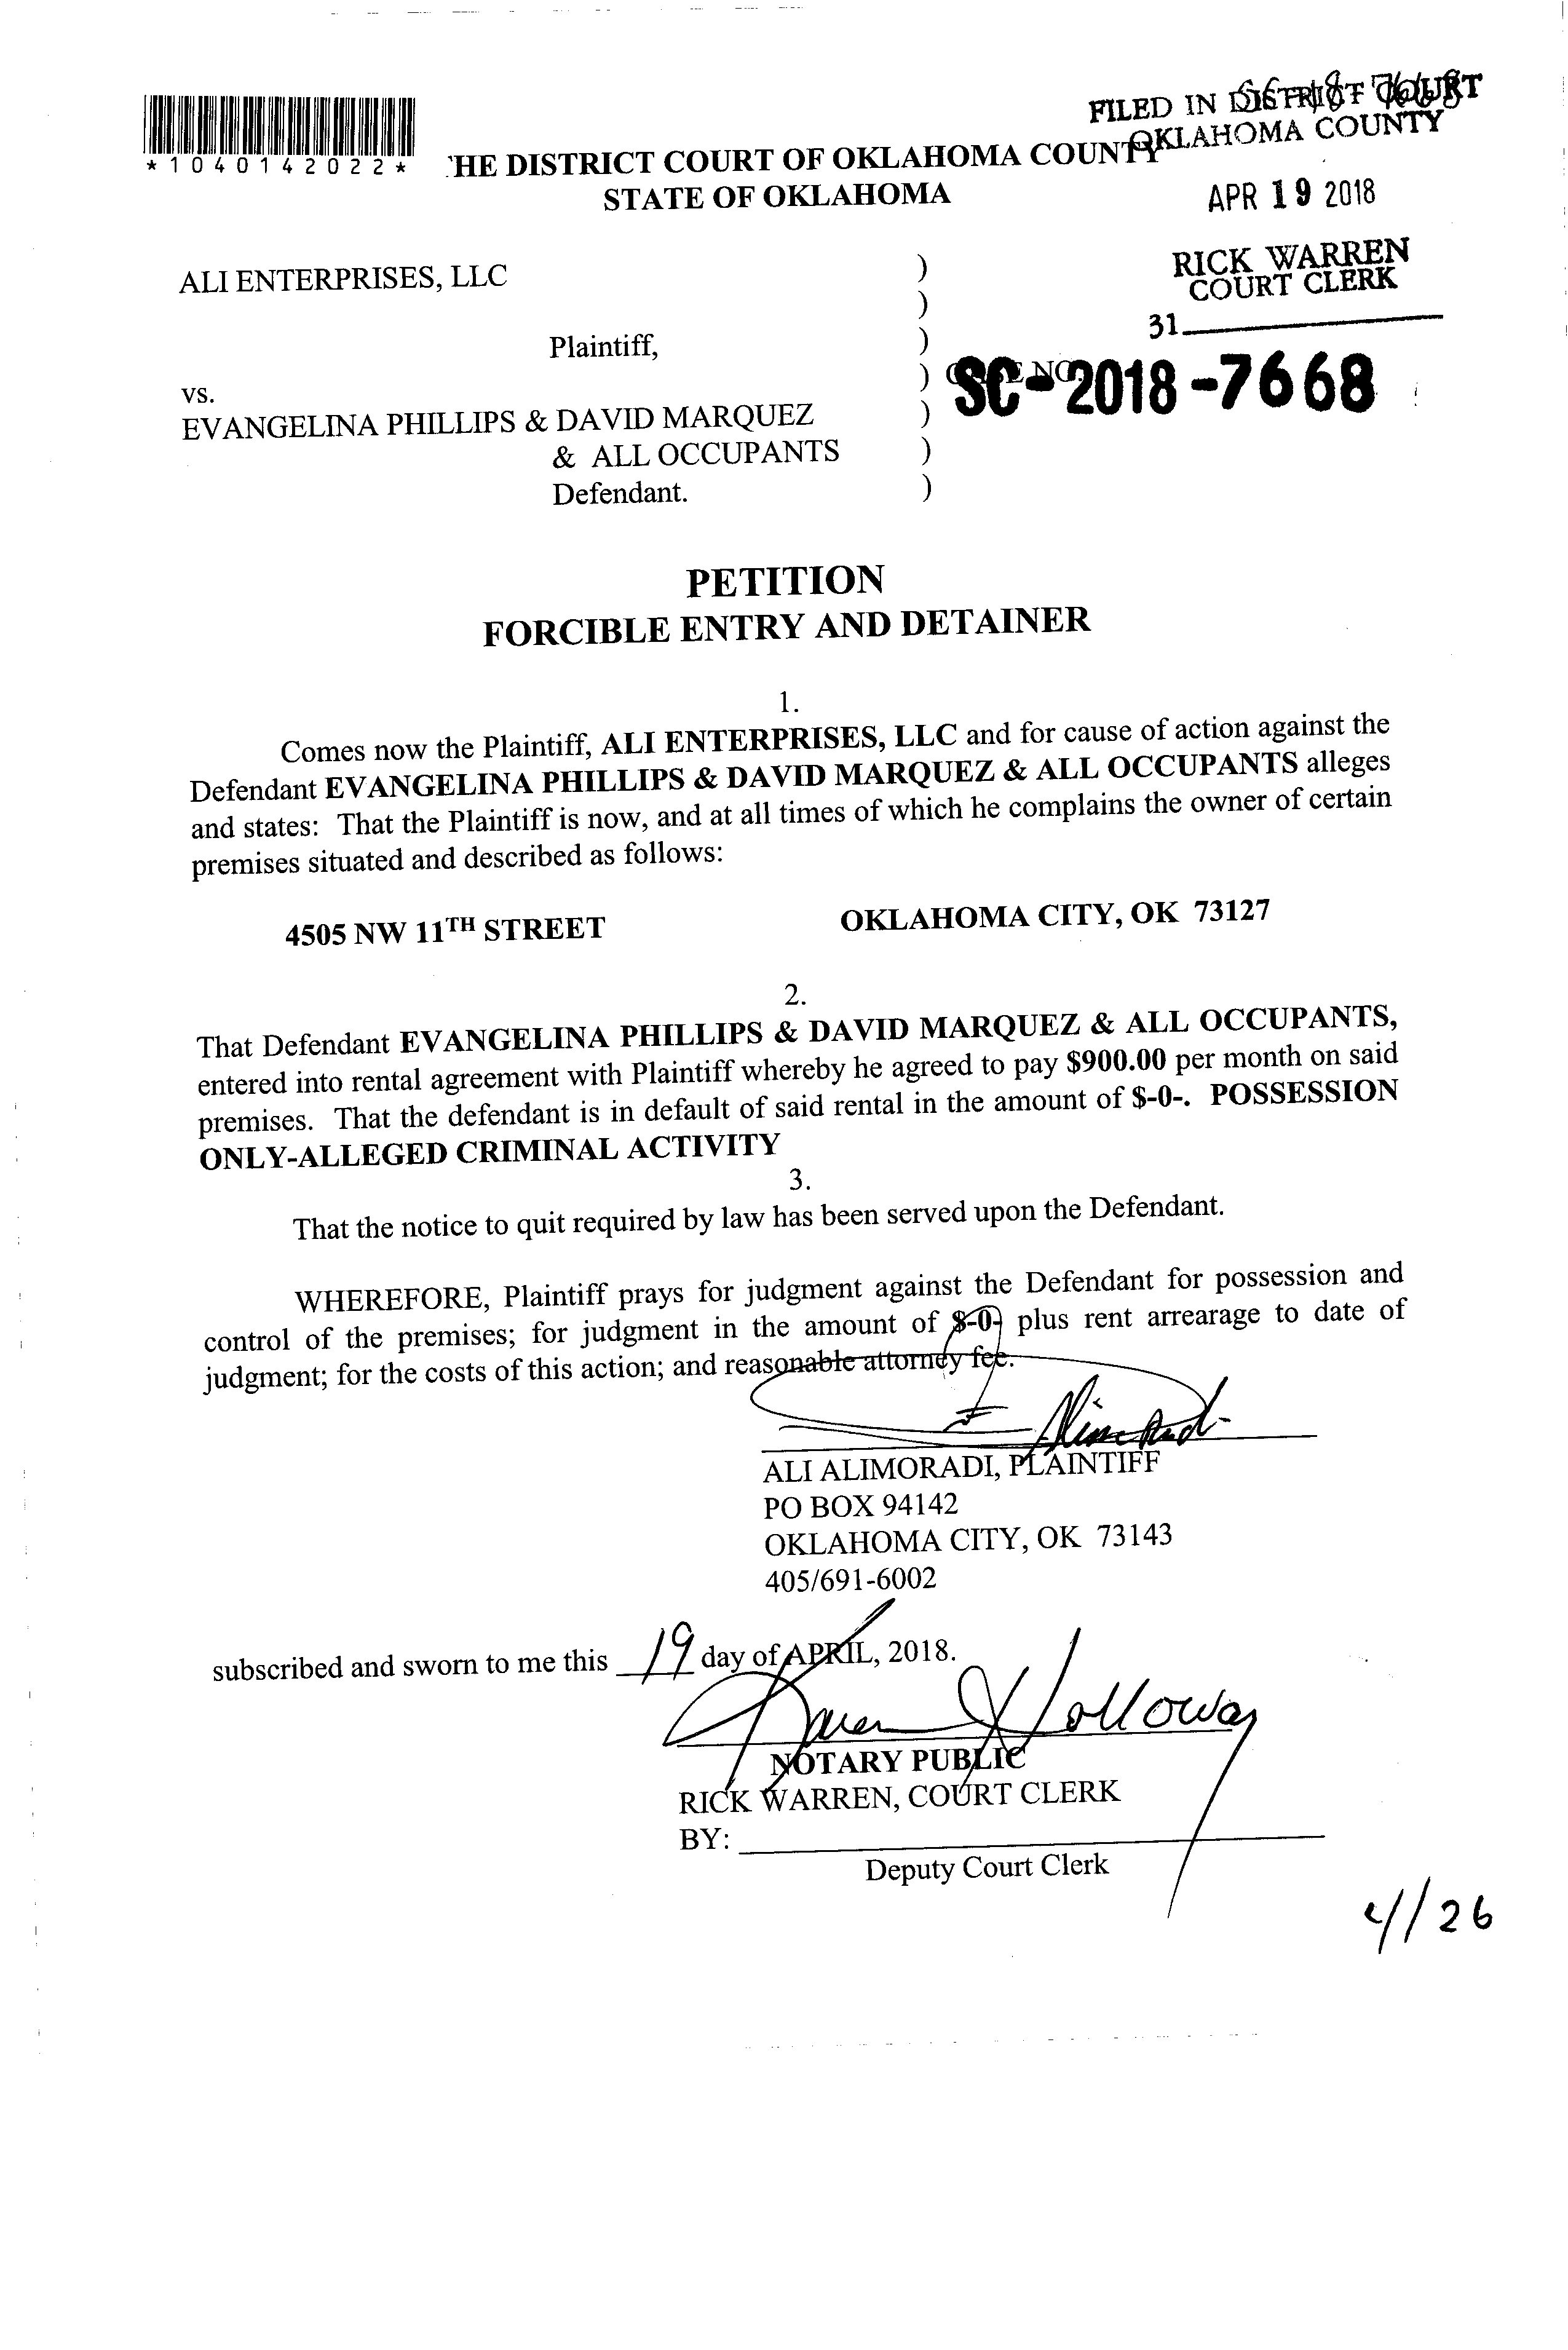 FILED IN DISTRICT COURT
OKLAHOMA COUNTY
*1040142022*
HE DISTRICT COURT OF OKLAHOMA COUNTY
STATE OF OKLAHOMA
APR 19 2018
RICK WARREN
COURT CLERK
31
ALI ENTERPRISES, LLC )
)
Plaintiff, )
vs. ) CASE NO.
SC-2018-7668
EVANGELINA PHILLIPS & DAVID MARQUEZ )
& ALL OCCUPANTS )
Defendant. )
PETITION
FORCIBLE ENTRY AND DETAINER
1.
Comes now the Plaintiff, ALI ENTERPRISES, LLC and for cause of action against the
Defendant EVANGELINA PHILLIPS & DAVID MARQUEZ & ALL OCCUPANTS alleges
and states: That the Plaintiff is now, and at all times of which he complains the owner of certain
premises situated and described as follows:
4505 NW 11TH STREET OKLAHOMA CITY, OK 73127
2.
That Defendant EVANGELINA PHILLIPS & DAVID MARQUEZ & ALL OCCUPANTS,
entered into rental agreement with Plaintiff whereby he agreed to pay $900.00 per month on said
premises. That the defendant is in default of said rental in the amount of $-0-. POSSESSION
ONLY-ALLEGED CRIMINAL ACTIVITY
3.
That the notice to quit required by law has been served upon the Defendant.
WHEREFORE, Plaintiff prays for judgment against the Defendant for possession and
control of the premises; for judgment in the amount of $-0- plus rent arrearage to date of
judgment; for the costs of this action; and reasonable attorney fee.
ALI ALIMORADI, PLAINTIFF
PO BOX 94142
OKLAHOMA CITY, OK 73143
405/691-6002
subscribed and sworn to me this 19 day of APRIL, 2018.
Karen Holloway
NOTARY PUBLIC
RICK WARREN, COURT CLERK
BY:
Deputy Court Clerk
4/26